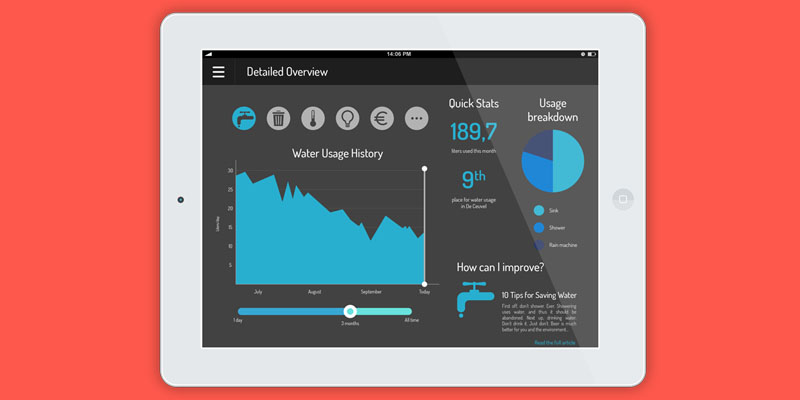 14:06 PM
Detailed Overview
Quick Stats
Usage
breakdown
189,7
liters used this month
9th
place for water usage
in De Ceuvel
Water Usage History
30
25
20
15
10
5
July
August
September
Today
1 day
3 months
All time
Sink
Shower
Rain machine
How can I improve?
10 Tips for Saving Water
First off: don't shower. Ever. Showering
uses water, and thus it should be
abandoned. Next up, drinking water.
Don't drink it. Just don't. Beer is much
better for you and the environment...
Read the full article